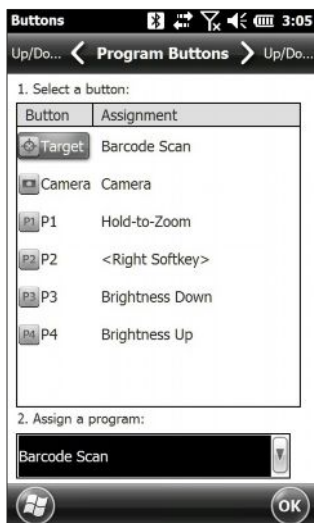 Buttons 3:05
Up/Do... Program Buttons Up/Do...
1. Select a button:
Button Assignment
Target Barcode Scan
Camera Camera
P1 P1 Hold-to-Zoom
P2 P2 <Right Softkey>
P3 P3 Brightness Down
P4 P4 Brightness Up
2. Assign a program:
Barcode Scan
OK